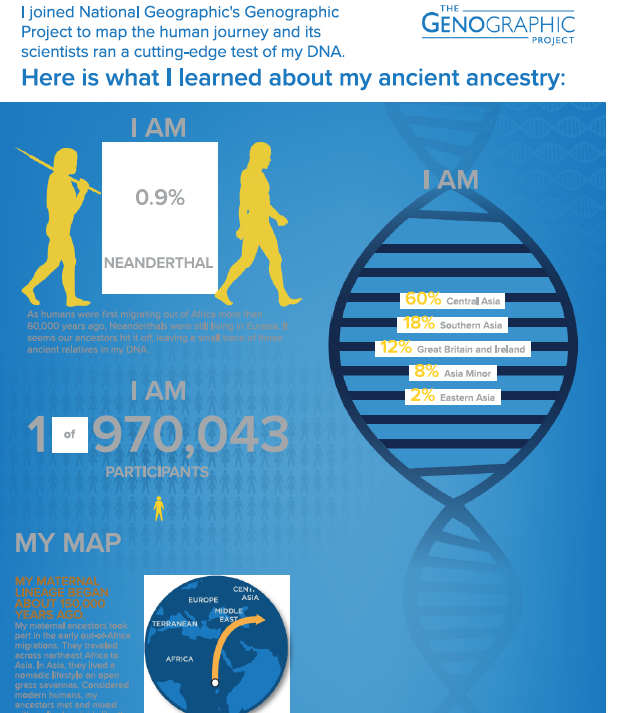 I joined National Geographic's Genographic
Project to map the human journey and its
scientists ran a cutting-edge test of my DNA.
THE
GENOGRAPHIC
PROJECT
Here is what I learned about my ancient ancestry:
I AM
0.9%
NEANDERTHAL
As humans were first migrating out of Africa more than
60,000 years ago, Neanderthals were still living in Eurasia. It
seems our ancestors hit it off, leaving a small trace of these
ancient relatives in my DNA.
I AM
60% Central Asia
18% Southern Asia
12% Great Britain and Ireland
8% Asia Minor
2% Eastern Asia
I AM
1 of 970,043
PARTICIPANTS
MY MAP
MY MATERNAL
LINEAGE BEGAN
ABOUT 150,000
YEARS AGO
My maternal ancestors took
part in the early out-of-Africa
migrations. They traveled
across northeast Africa to
Asia. In Asia, they lived a
nomadic lifestyle on open
grass savannas. Considered
modern humans, my
ancestors met and mixed
CENT
ASIA
EUROPE
MIDDLE
EAST
TERRANEAN
AFRICA